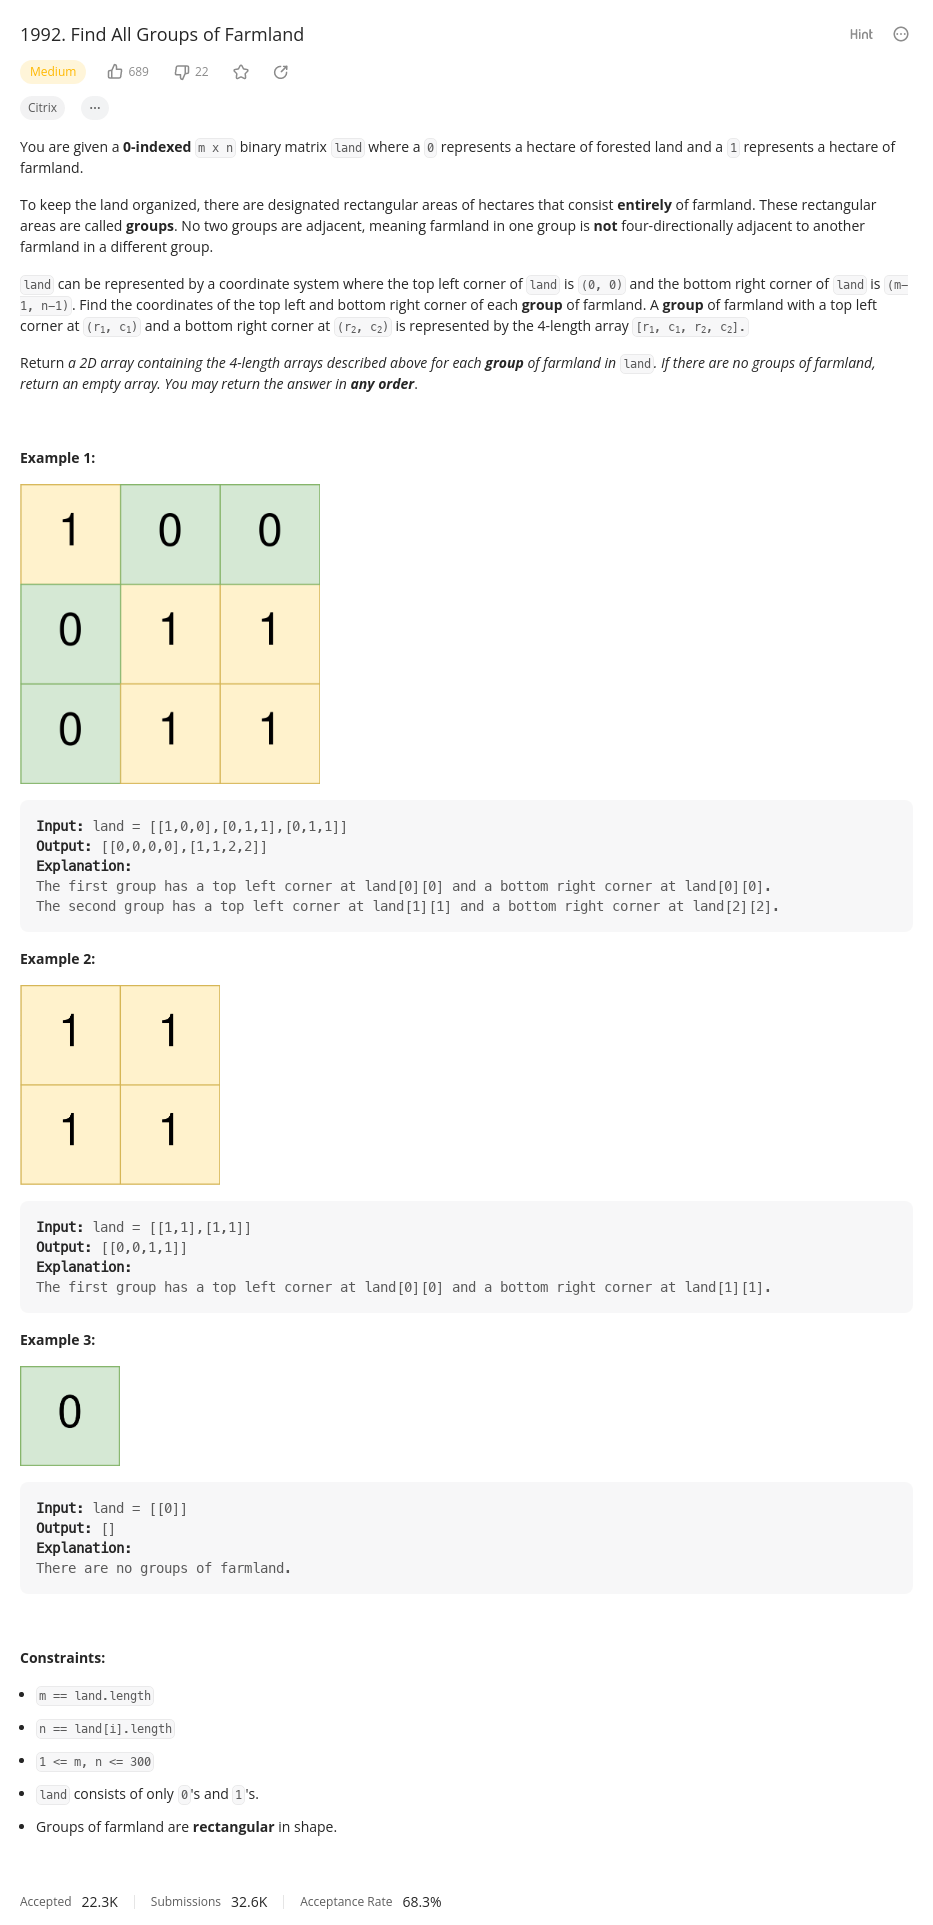 1992. Find All Groups of Farmland
Hint
Medium
689
22
Citrix
...
You are given a 0-indexed m x n binary matrix land where a 0 represents a hectare of forested land and a 1 represents a hectare of
farmland.
To keep the land organized, there are designated rectangular areas of hectares that consist entirely of farmland. These rectangular
areas are called groups. No two groups are adjacent, meaning farmland in one group is not four-directionally adjacent to another
farmland in a different group.
land can be represented by a coordinate system where the top left corner of land is (0, 0) and the bottom right corner of land is (m-
1, n-1). Find the coordinates of the top left and bottom right corner of each group of farmland. A group of farmland with a top left
corner at (r₁, c₁) and a bottom right corner at (r₂, c₂) is represented by the 4-length array [r₁, c₁, r₂, c₂].
Return a 2D array containing the 4-length arrays described above for each group of farmland in land. If there are no groups of farmland,
return an empty array. You may return the answer in any order.
Example 1:
1 0 0
0 1 1
0 1 1
Input: land = [[1,0,0],[0,1,1],[0,1,1]]
Output: [[0,0,0,0],[1,1,2,2]]
Explanation:
The first group has a top left corner at land[0][0] and a bottom right corner at land[0][0].
The second group has a top left corner at land[1][1] and a bottom right corner at land[2][2].
Example 2:
1 1
1 1
Input: land = [[1,1],[1,1]]
Output: [[0,0,1,1]]
Explanation:
The first group has a top left corner at land[0][0] and a bottom right corner at land[1][1].
Example 3:
0
Input: land = [[0]]
Output: []
Explanation:
There are no groups of farmland.
Constraints:
m == land.length
n == land[i].length
1 <= m, n <= 300
land consists of only 0's and 1's.
Groups of farmland are rectangular in shape.
Accepted 22.3K Submissions 32.6K Acceptance Rate 68.3%